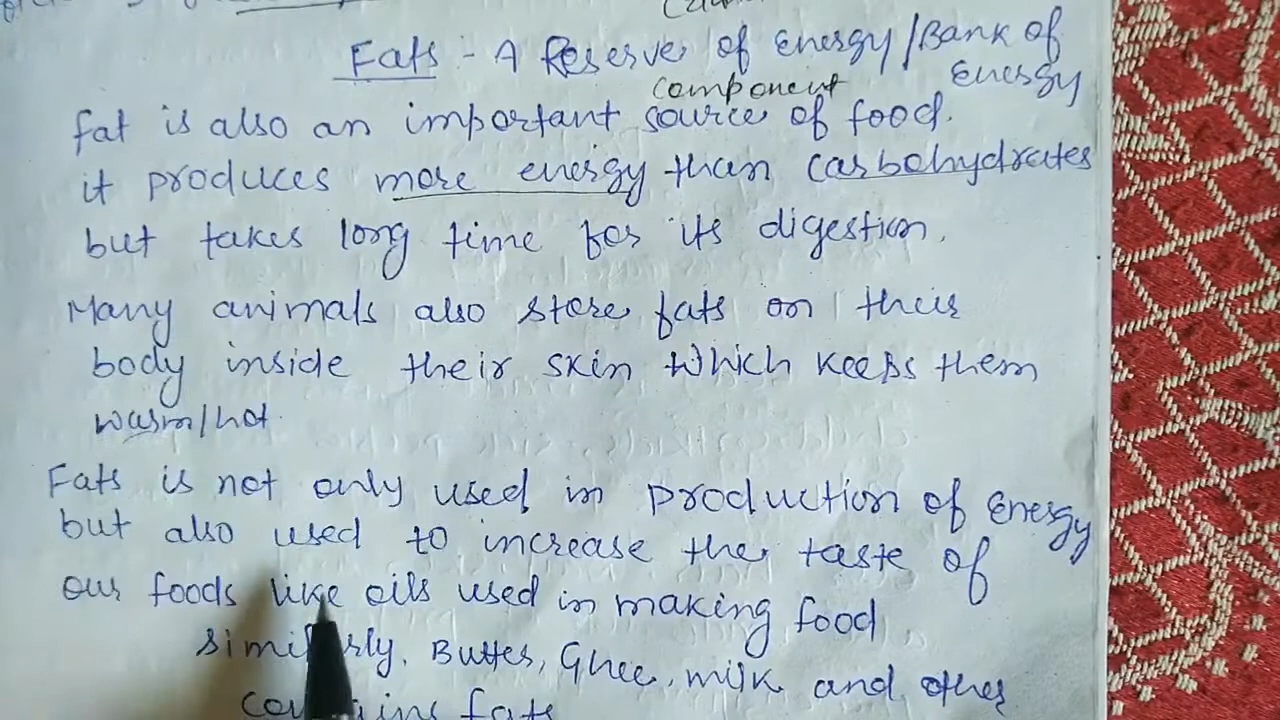 Fats :- A Reserve of Energy/Bank of Energy
component
fat is also an important source of food.
it produces more energy than carbohydrates
but takes long time for its digestion.
Many animals also store fats on their
body inside their skin which keeps them
warm/hot.
Fats is not only used in production of Energy
but also used to increase the taste of
our foods like oils used in making food.
similarly, Butter, Ghee, milk and other
contains fats